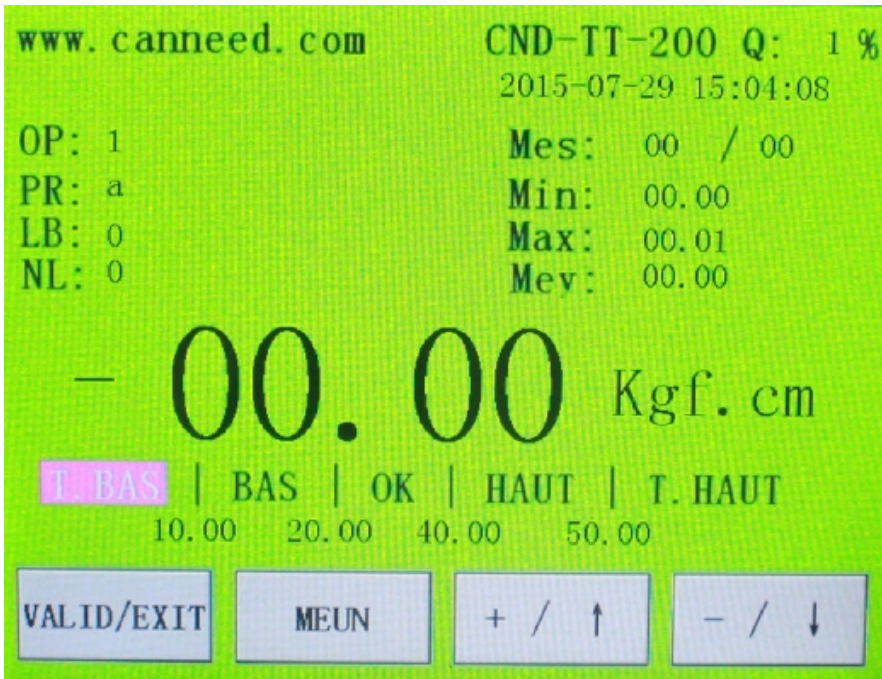 www.canneed.com CND-TT-200 Q: 1 %
2015-07-29 15:04:08
OP: 1 Mes: 00 / 00
PR: a Min: 00.00
LB: 0 Max: 00.01
NL: 0 Mev: 00.00
- 00.00 Kgf.cm
T.BAS | BAS | OK | HAUT | T.HAUT
10.00 20.00 40.00 50.00
VALID/EXIT MEUN + / ↑ - / ↓